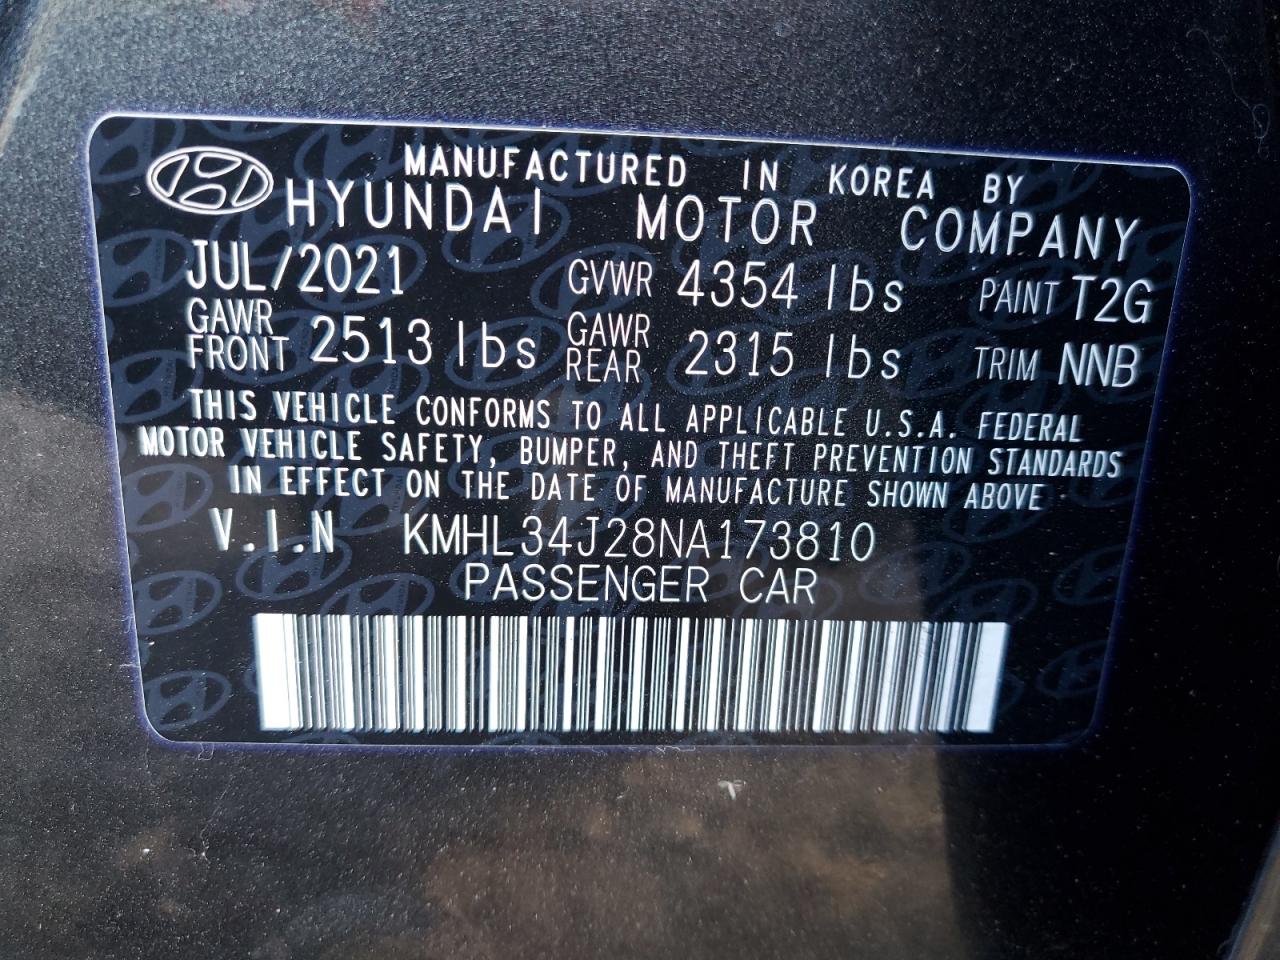 MANUFACTURED IN KOREA BY
HYUNDAI MOTOR COMPANY
JUL/2021 GVWR 4354 lbs PAINT T2G
GAWR FRONT 2513 lbs GAWR REAR 2315 lbs TRIM NNB
THIS VEHICLE CONFORMS TO ALL APPLICABLE U.S.A. FEDERAL
MOTOR VEHICLE SAFETY, BUMPER, AND THEFT PREVENTION STANDARDS
IN EFFECT ON THE DATE OF MANUFACTURE SHOWN ABOVE
V.I.N KMHL34J28NA173810
PASSENGER CAR